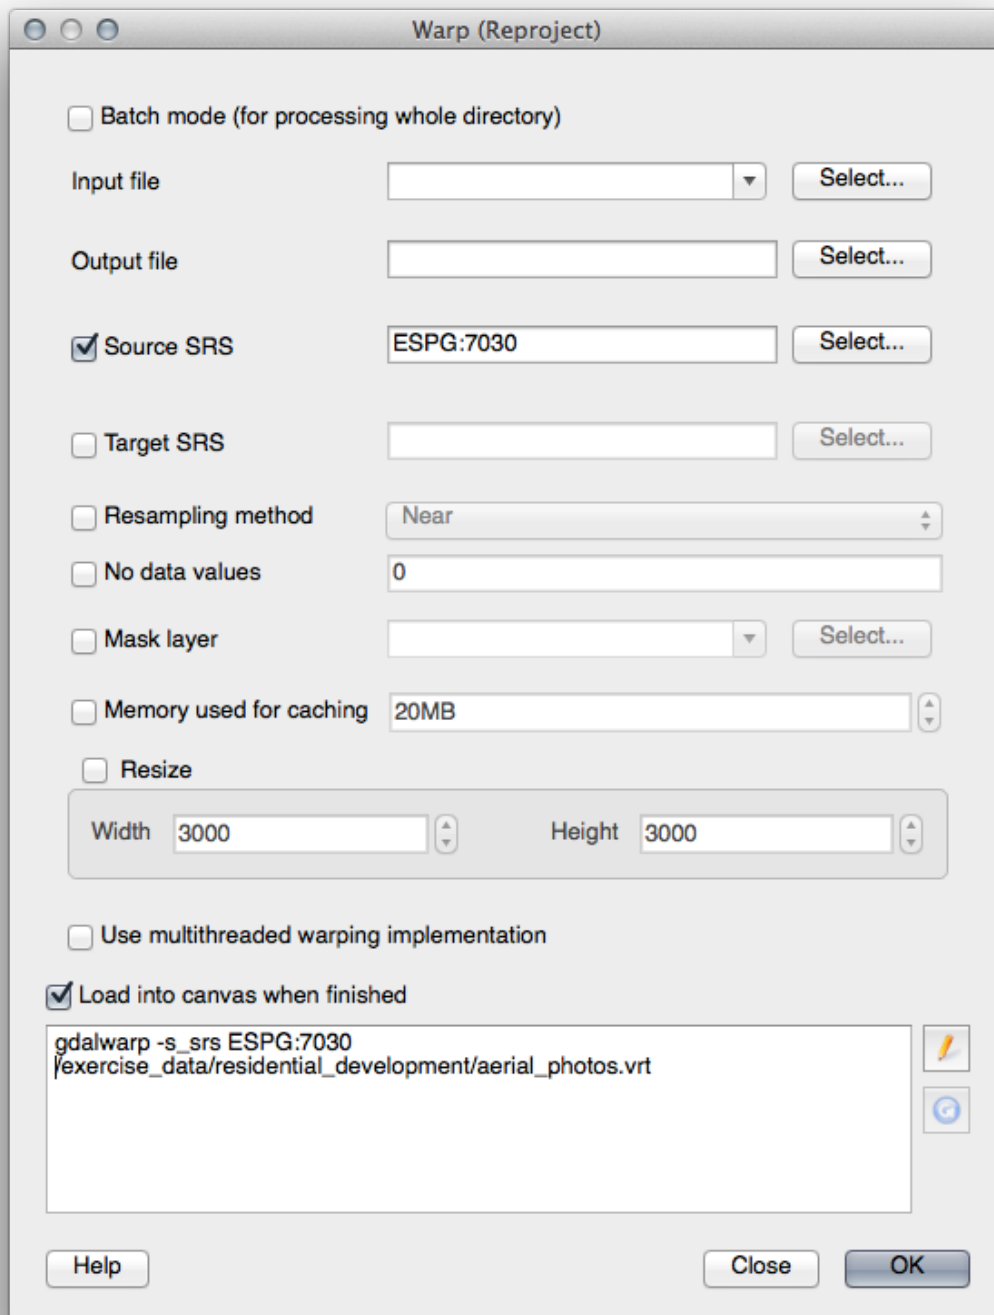 Warp (Reproject)
Batch mode (for processing whole directory)
Input file Select...
Output file Select...
Source SRS ESPG:7030 Select...
Target SRS Select...
Resampling method Near
No data values 0
Mask layer Select...
Memory used for caching 20MB
Resize
Width 3000 Height 3000
Use multithreaded warping implementation
Load into canvas when finished
gdalwarp -s_srs ESPG:7030
/exercise_data/residential_development/aerial_photos.vrt
Help Close OK